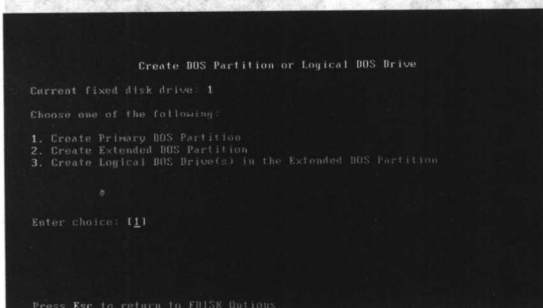 Create DOS Partition or Logical DOS Drive
Current fixed disk drive: 1
Choose one of the following:
1. Create Primary DOS Partition
2. Create Extended DOS Partition
3. Create Logical DOS Drive(s) in the Extended DOS Partition
Enter choice: [1]
Press Esc to return to FDISK Options